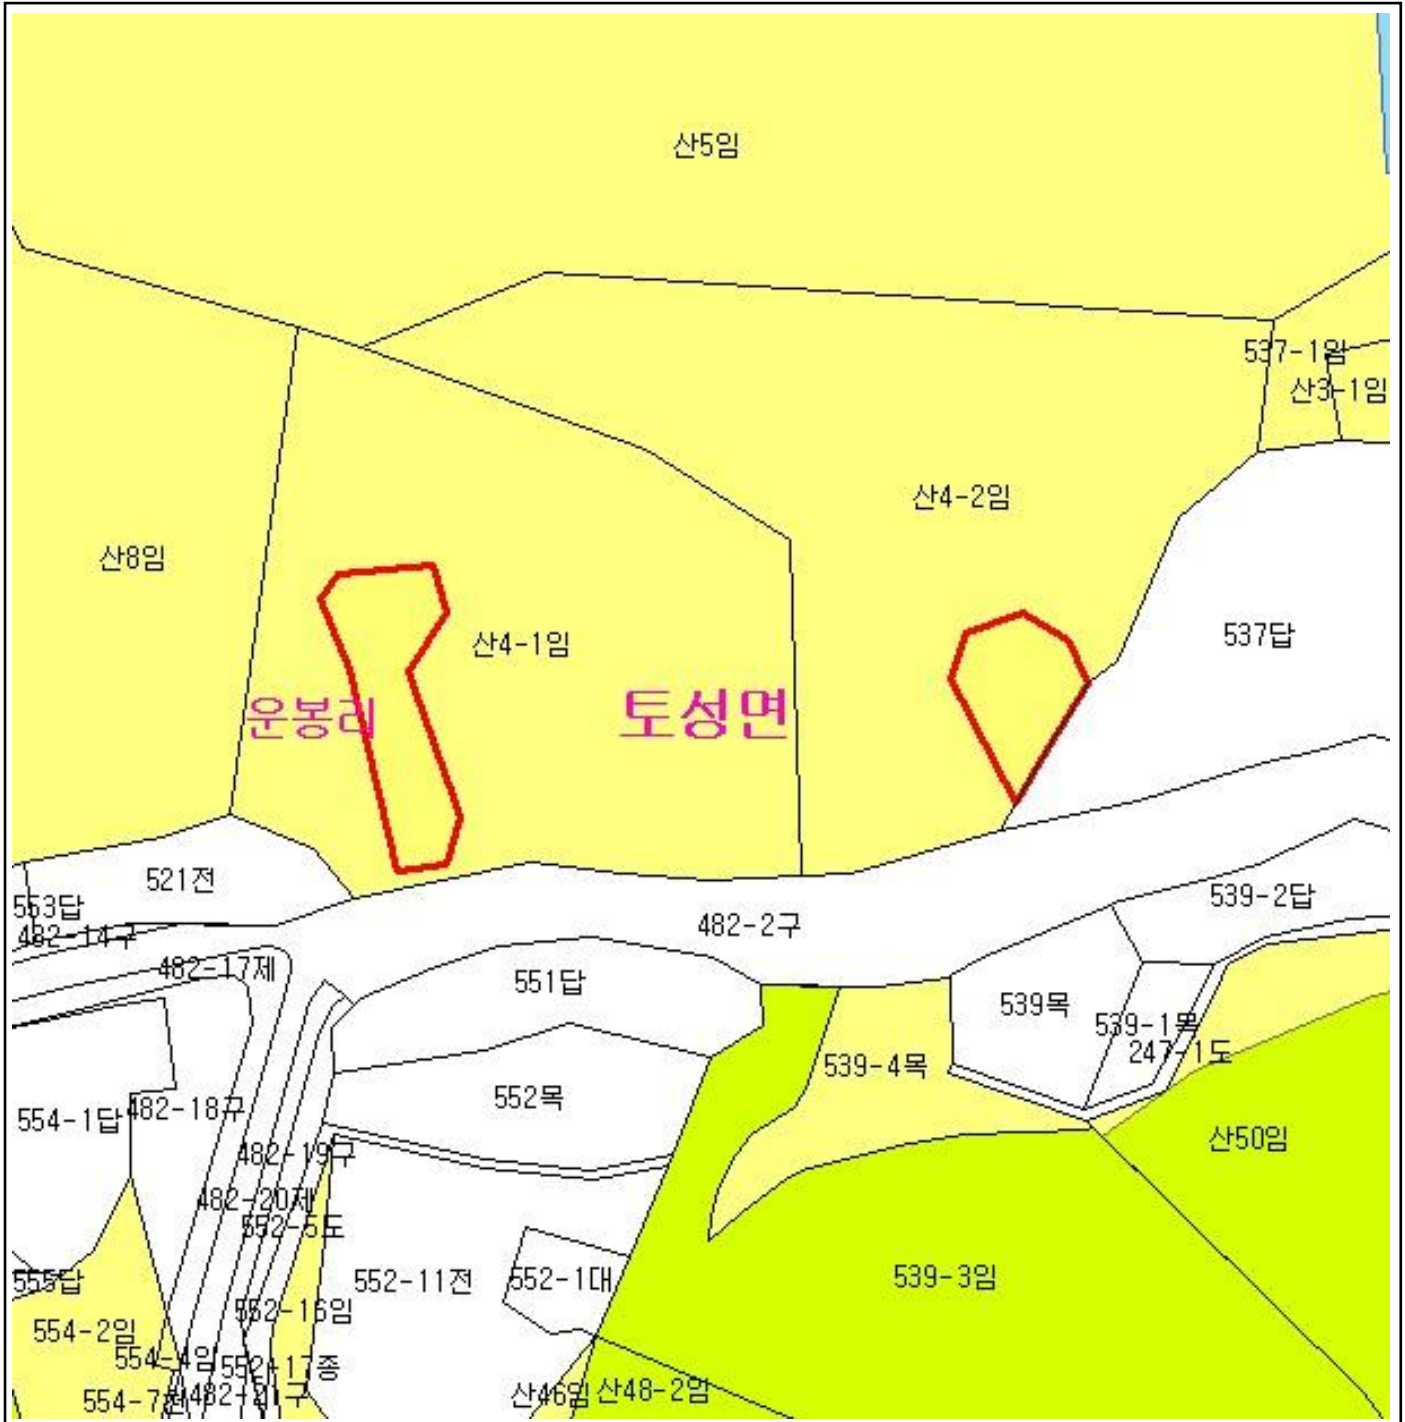 산5임
537-1임
산3-1임
산4-2임
산8임
537답
산4-1임
운봉리
토성면
521전
539-2답
553답
482-2구
482-14구
482-17제
551답
539목
539-1목
247-1도
539-4목
552목
482-18구
554-1답
산50임
482-19구
482-20제
552-5도
539-3임
555답
552-11전
552-1대
552-16임
554-2임
554-4임
552-17종
산46임
산48-2임
482-21구